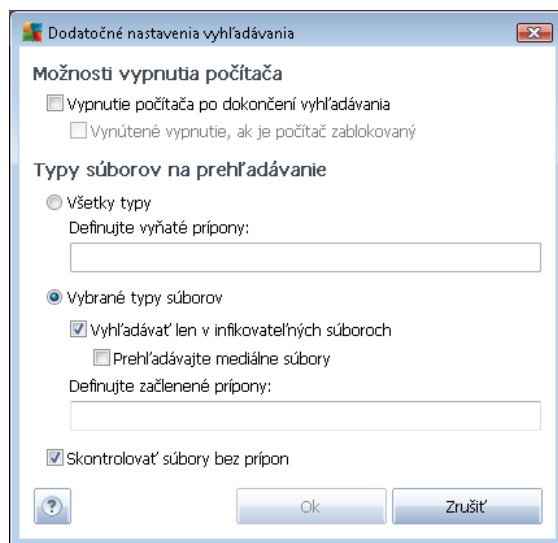 Dodatočné nastavenia vyhľadávania
Možnosti vypnutia počítača
Vypnutie počítača po dokončení vyhľadávania
Vynútené vypnutie, ak je počítač zablokovaný
Typy súborov na prehľadávanie
Všetky typy
Definujte vyňaté prípony:
Vybrané typy súborov
Vyhľadávať len v infikovateľných súboroch
Prehľadávajte mediálne súbory
Definujte začlenené prípony:
Skontrolovať súbory bez prípon
? Ok Zrušiť